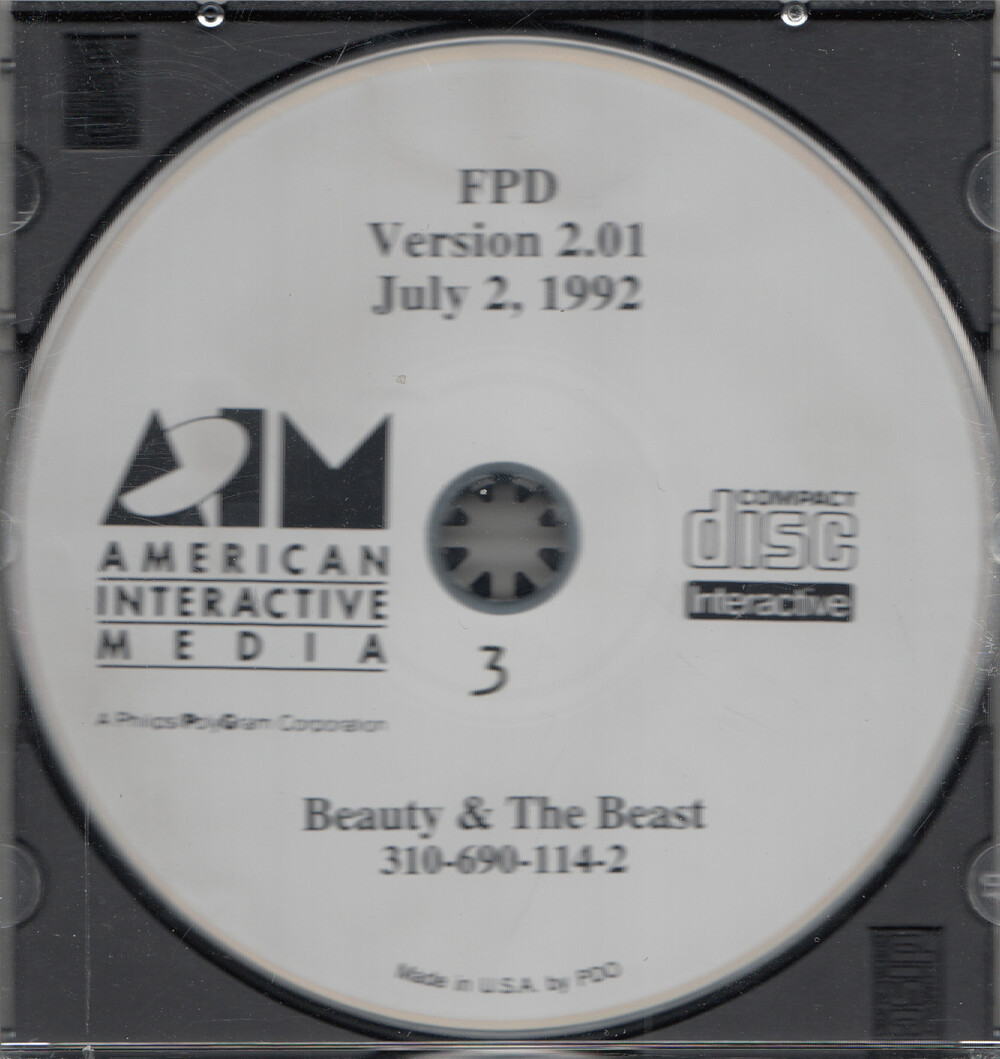 FPD
Version 2.01
July 2, 1992
AIM
AMERICAN
INTERACTIVE
MEDIA
A Philips PolyGram Corporation
COMPACT
disc
Interactive
3
Beauty & The Beast
310-690-114-2
Made in U.S.A. by PDO